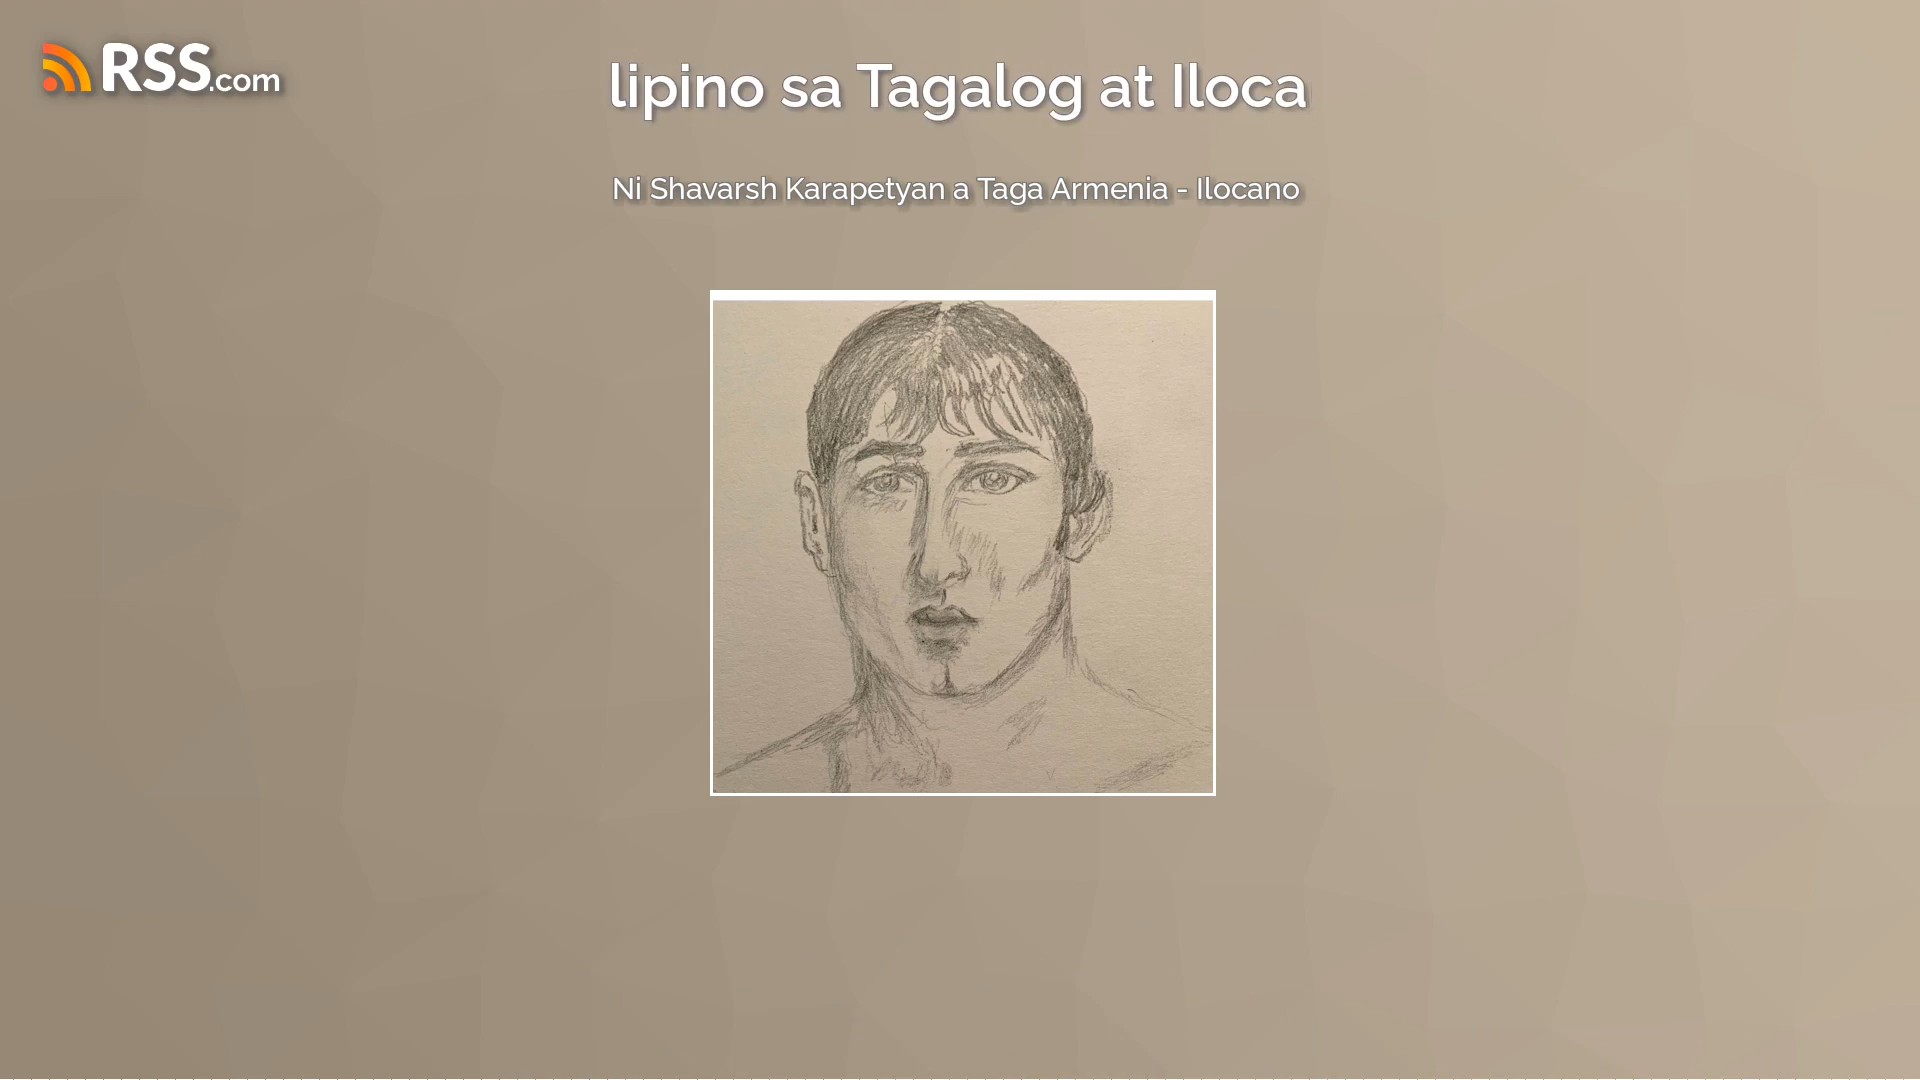 RSS.com
lipino sa Tagalog at Iloca
Ni Shavarsh Karapetyan a Taga Armenia - Ilocano